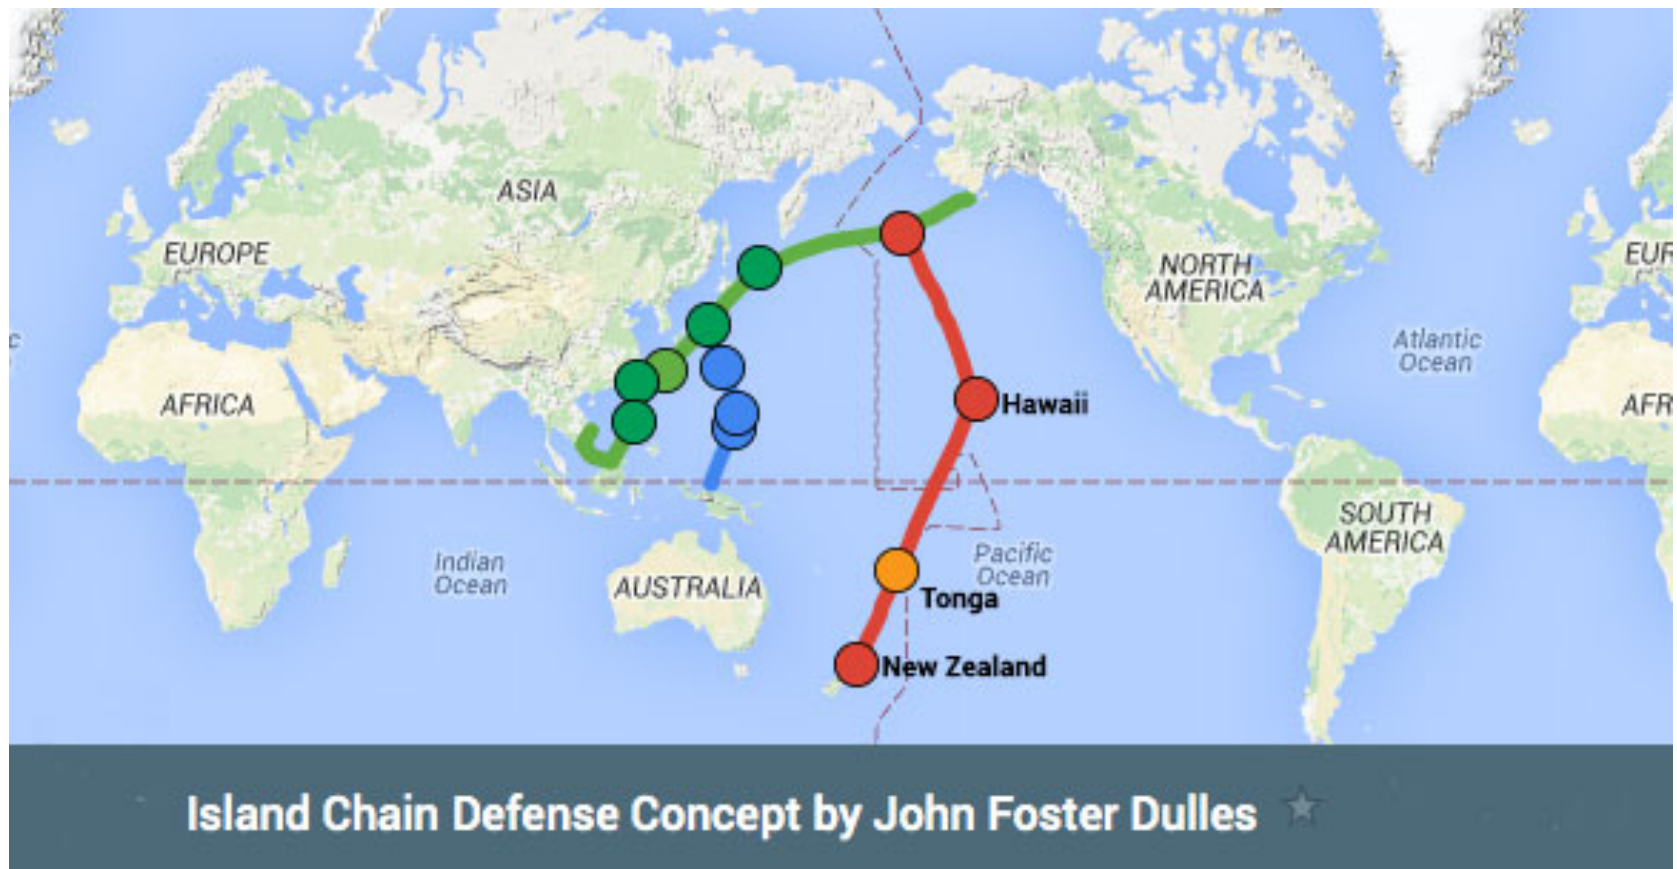 ASIA
EUROPE
NORTH
AMERICA
EUR
Atlantic
Ocean
c
AFRICA
Hawaii
AFR
SOUTH
AMERICA
Indian
Ocean
Pacific
Ocean
AUSTRALIA
Tonga
New Zealand
Island Chain Defense Concept by John Foster Dulles